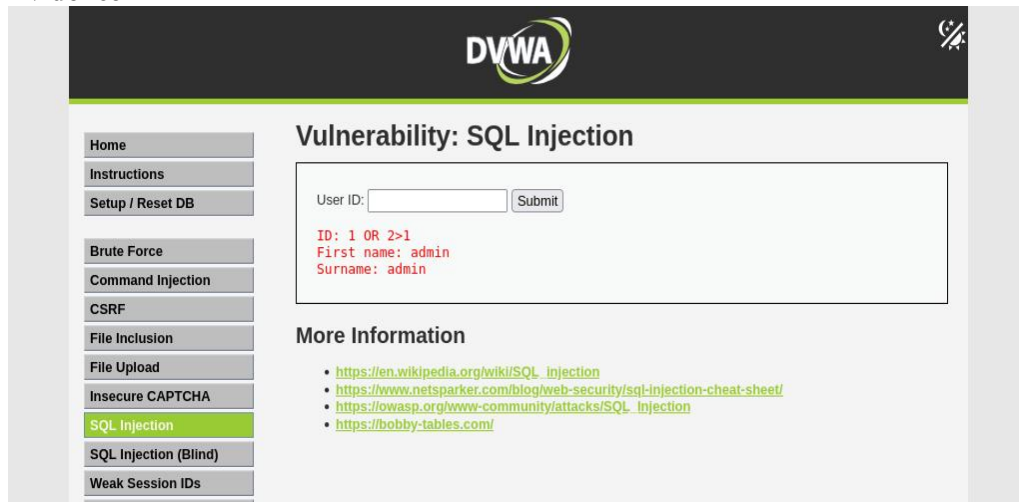 DVWA
Home
Instructions
Setup / Reset DB
Brute Force
Command Injection
CSRF
File Inclusion
File Upload
Insecure CAPTCHA
SQL Injection
SQL Injection (Blind)
Weak Session IDs
Vulnerability: SQL Injection
User ID: Submit
ID: 1 OR 2>1
First name: admin
Surname: admin
More Information
https://en.wikipedia.org/wiki/SQL_injection
https://www.netsparker.com/blog/web-security/sql-injection-cheat-sheet/
https://owasp.org/www-community/attacks/SQL_Injection
https://bobby-tables.com/